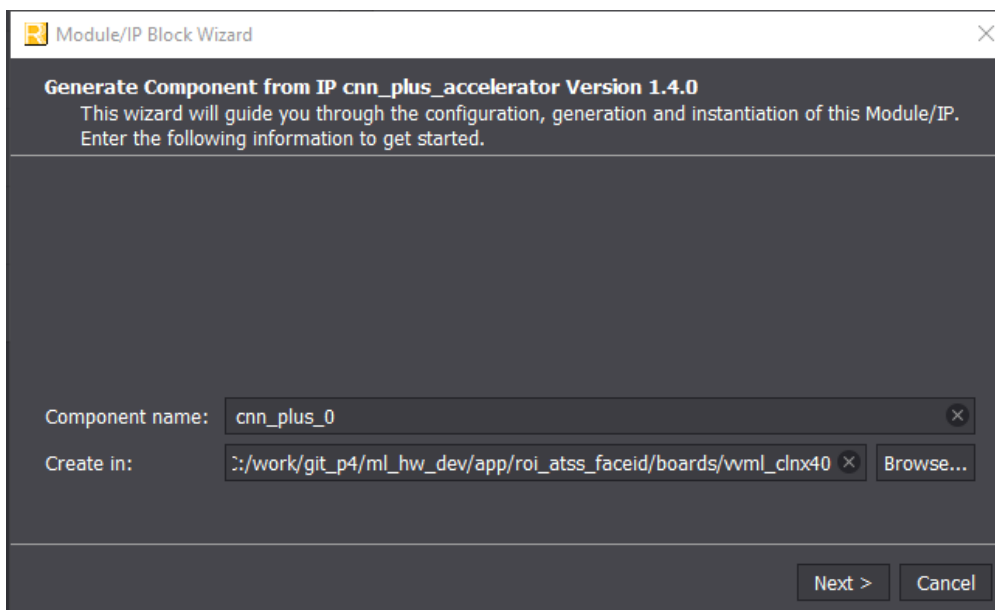 Module/IP Block Wizard
Generate Component from IP cnn_plus_accelerator Version 1.4.0
This wizard will guide you through the configuration, generation and instantiation of this Module/IP.
Enter the following information to get started.
Component name: cnn_plus_0
Create in: :/work/git_p4/ml_hw_dev/app/roi_atss_faceid/boards/vvml_clnx40 Browse...
Next > Cancel